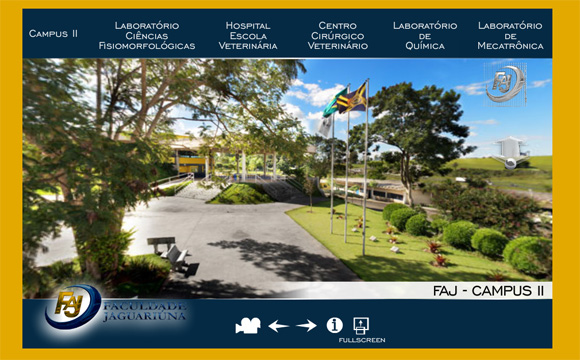 Campus II
Laboratório
Ciências
Fisiomorfológicas
Hospital
Escola
Veterinária
Centro
Cirúrgico
Veterinário
Laboratório
de
Química
Laboratório
de
Mecatrônica
FAJ
FAJ - CAMPUS II
FAJ
FACULDADE
JAGUARIÚNA
i
FULLSCREEN